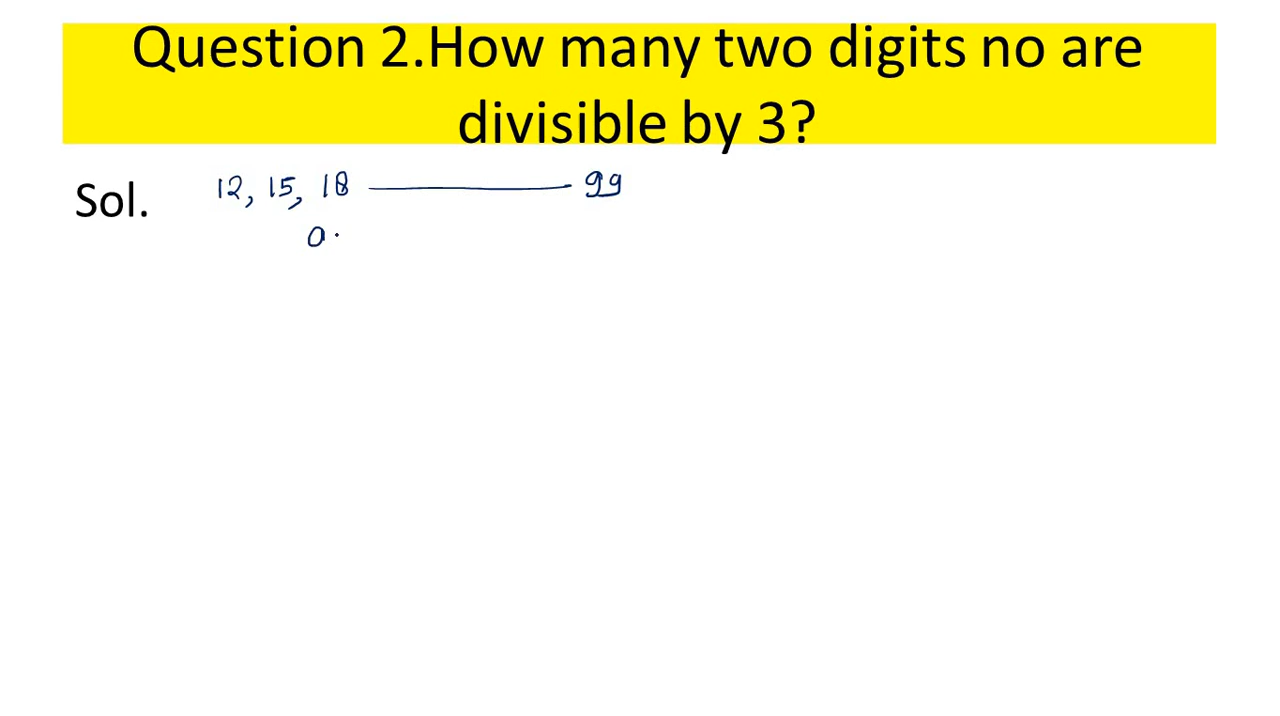 Question 2.How many two digits no are
divisible by 3?
Sol. 12, 15, 18 ———— 99
a.